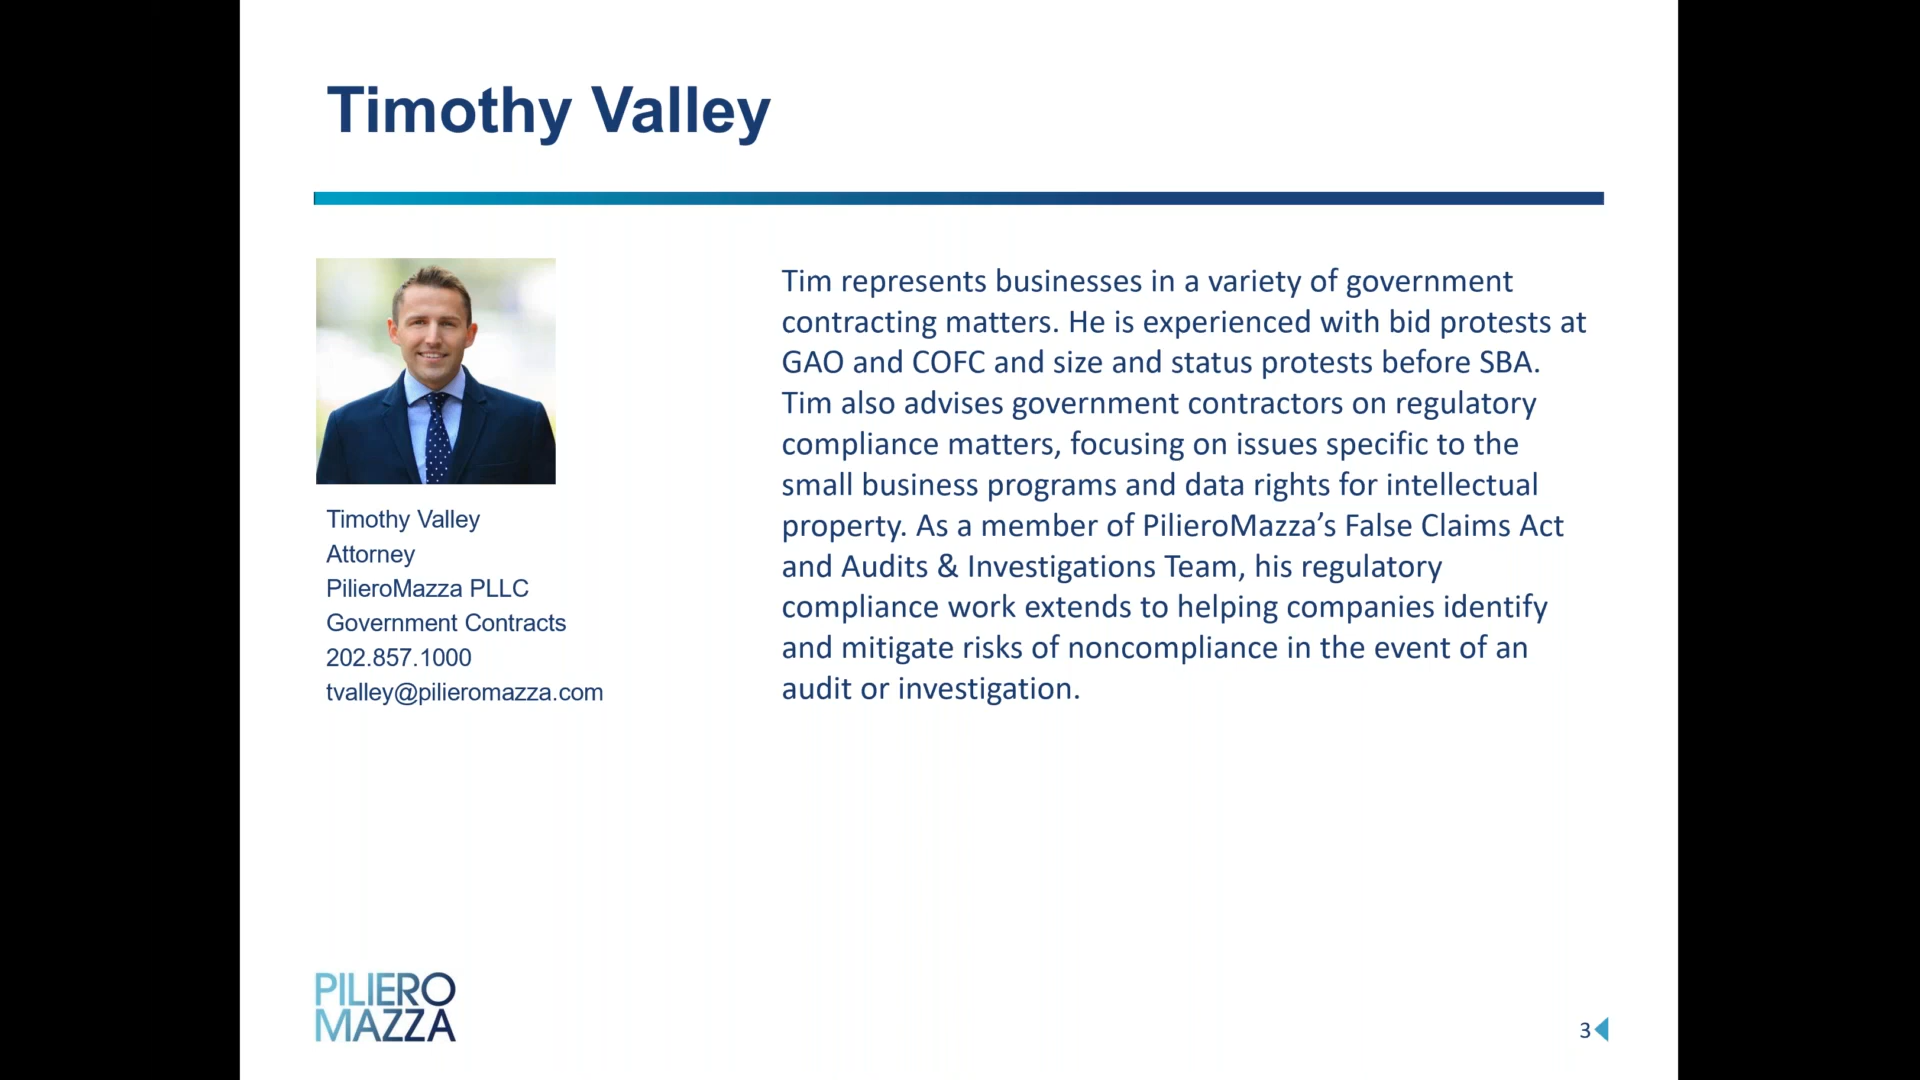 Timothy Valley
Timothy Valley
Attorney
PilieroMazza PLLC
Government Contracts
202.857.1000
tvalley@pilieromazza.com
Tim represents businesses in a variety of government
contracting matters. He is experienced with bid protests at
GAO and COFC and size and status protests before SBA.
Tim also advises government contractors on regulatory
compliance matters, focusing on issues specific to the
small business programs and data rights for intellectual
property. As a member of PilieroMazza’s False Claims Act
and Audits & Investigations Team, his regulatory
compliance work extends to helping companies identify
and mitigate risks of noncompliance in the event of an
audit or investigation.
PILIERO
MAZZA
3